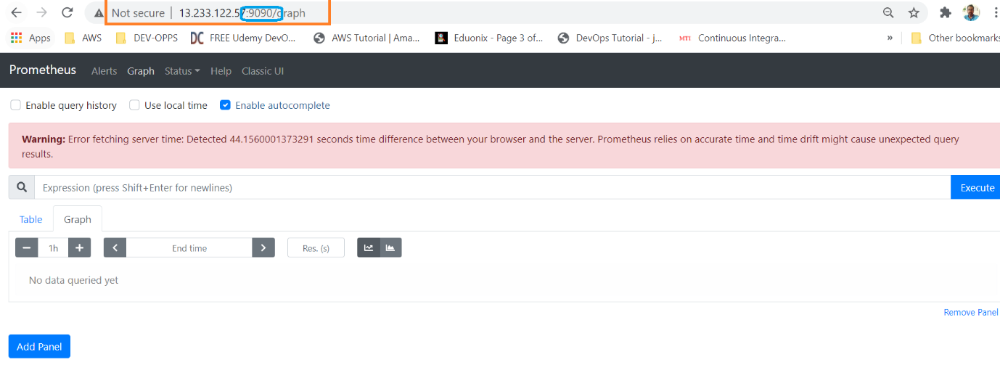 Not secure | 13.233.122.57:9090/graph
Apps AWS DEV-OPPS DC FREE Udemy DevO... AWS Tutorial | Ama... Eduonix - Page 3 of... DevOps Tutorial - j... MTI Continuous Integra... » Other bookmarks
Prometheus Alerts Graph Status Help Classic UI
Enable query history Use local time Enable autocomplete
Warning: Error fetching server time: Detected 44.1560001373291 seconds time difference between your browser and the server. Prometheus relies on accurate time and time drift might cause unexpected query
results.
Expression (press Shift+Enter for newlines) Execute
Table Graph
1h End time Res. (s)
No data queried yet
Remove Panel
Add Panel